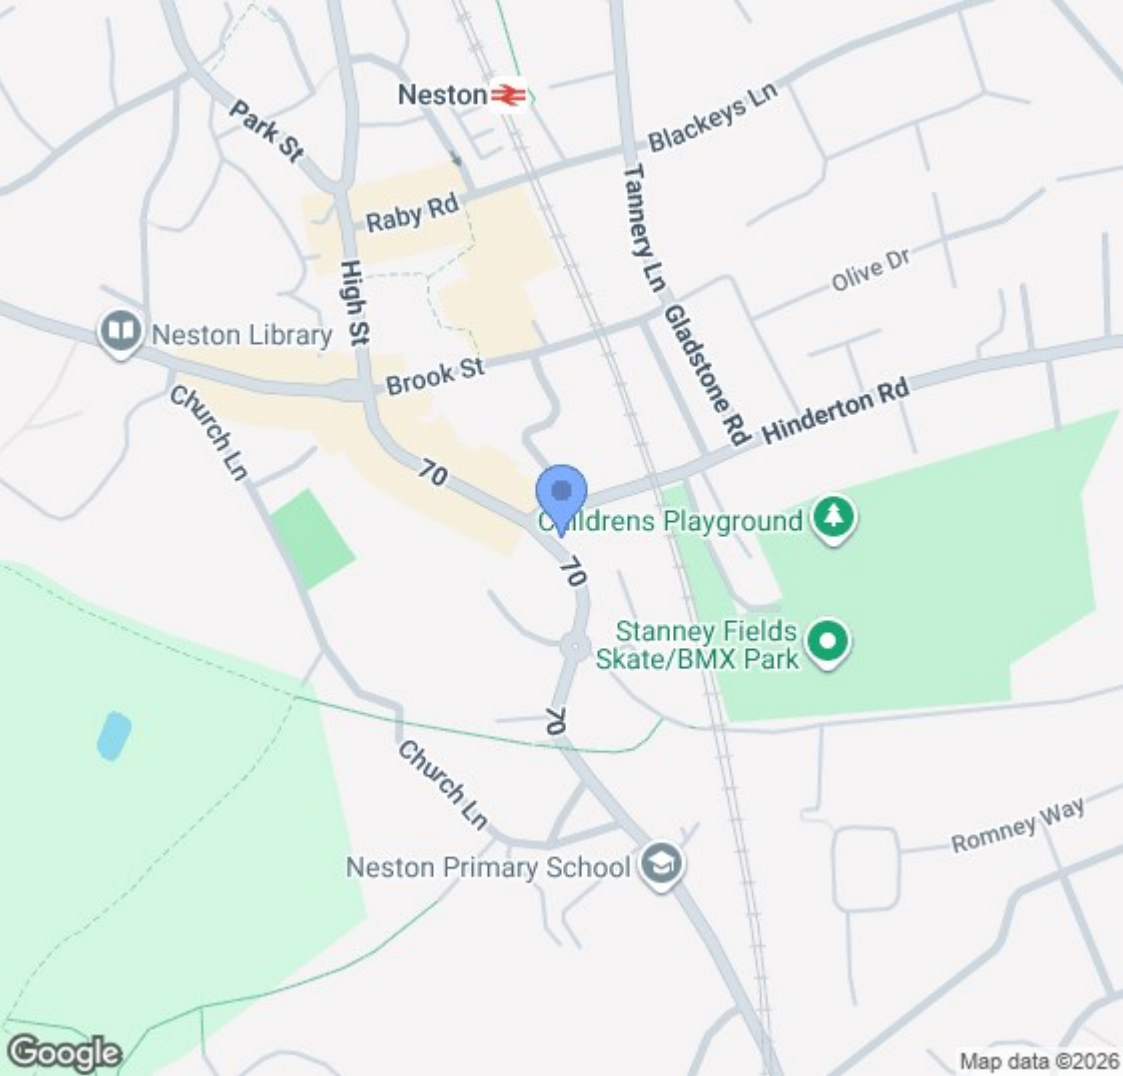 Neston
Park St
Blackeys Ln
Raby Rd
Tannery Ln
Olive Dr
High St
Neston Library
Gladstone Rd
Brook St
Church Ln
Hinderton Rd
70
Childrens Playground
70
Stanney Fields
Skate/BMX Park
70
Church Ln
Romney Way
Neston Primary School
Google
Map data ©2026